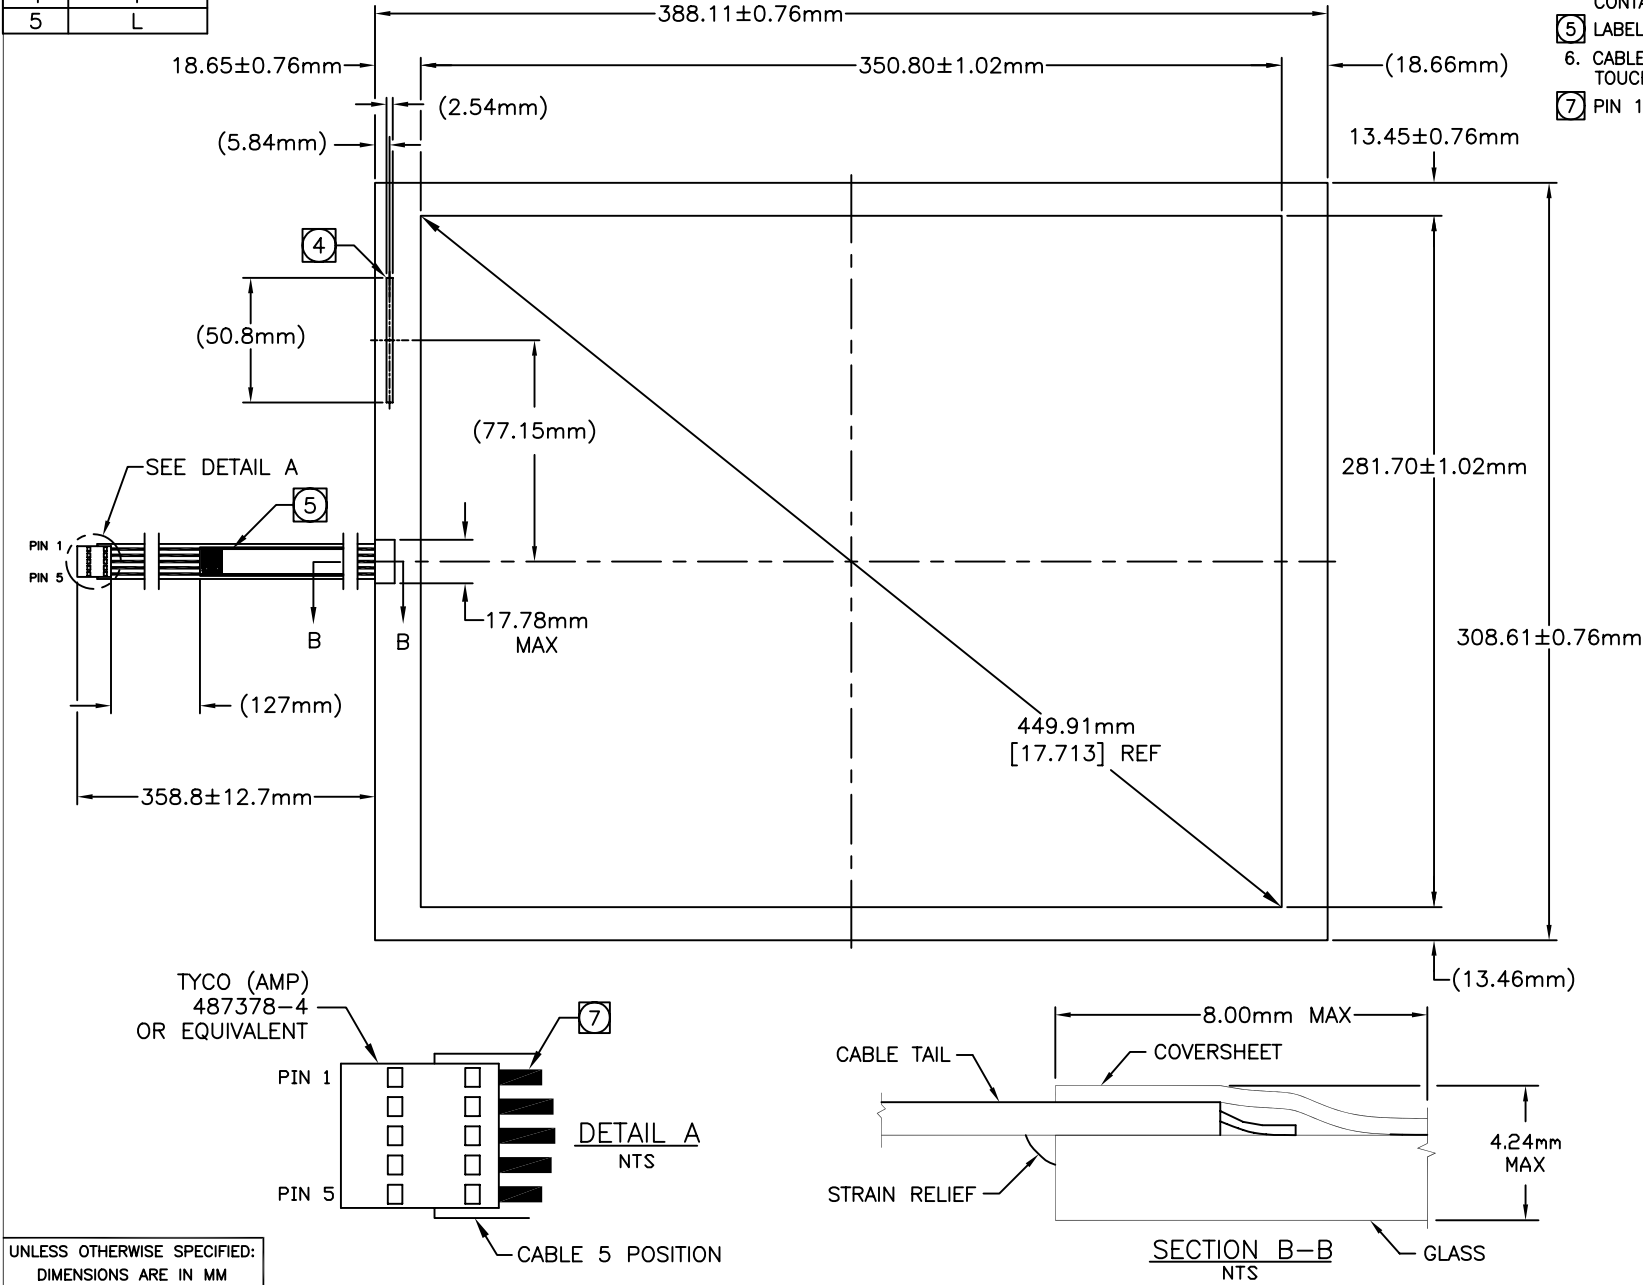 5 L
388.11±0.76mm
18.65±0.76mm
350.80±1.02mm
(18.66mm)
5 LABEL
6. CABLE
7 PIN 1
(2.54mm)
(5.84mm)
13.45±0.76mm
4
(50.8mm)
(77.15mm)
SEE DETAIL A
281.70±1.02mm
5
PIN 1
PIN 5
17.78mm
MAX
B B
308.61±0.76mm
(127mm)
449.91mm
[17.713] REF
358.8±12.7mm
(13.46mm)
TYCO (AMP)
487378-4
OR EQUIVALENT
7
PIN 1
PIN 5
DETAIL A
NTS
CABLE 5 POSITION
8.00mm MAX
CABLE TAIL
COVERSHEET
4.24mm
MAX
STRAIN RELIEF
GLASS
SECTION B-B
NTS
UNLESS OTHERWISE SPECIFIED:
DIMENSIONS ARE IN MM